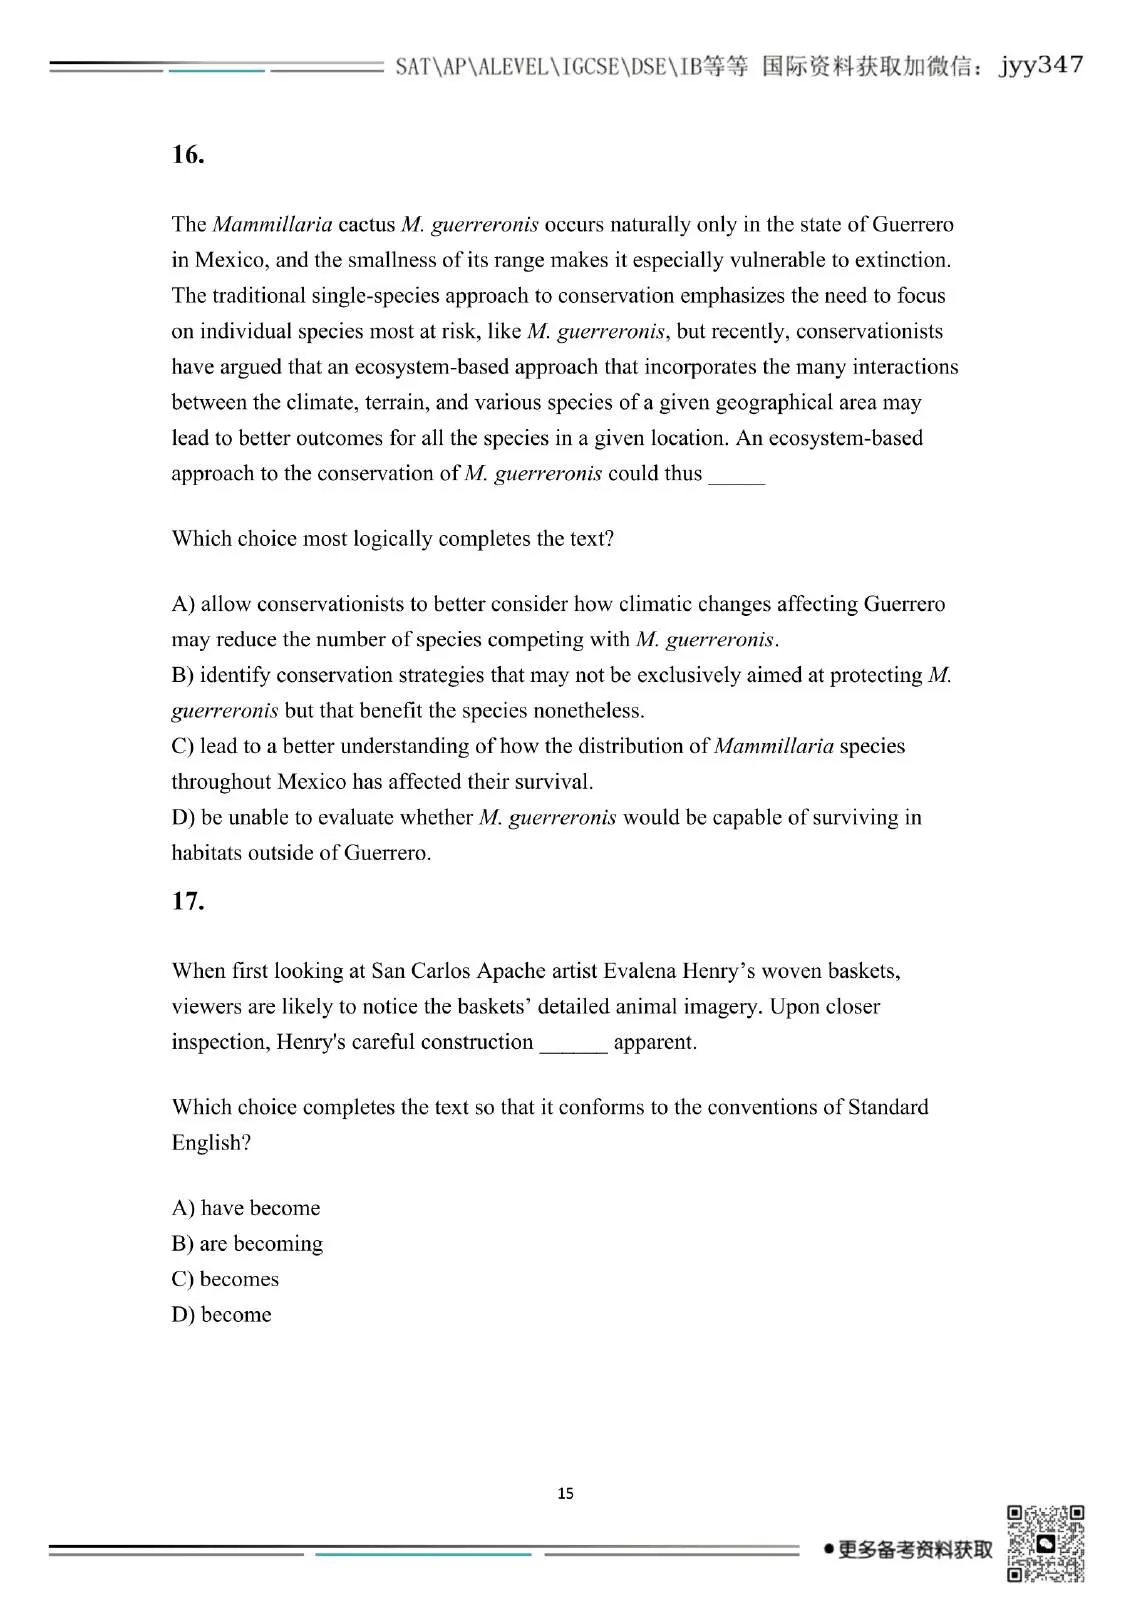 SAT\AP\ALEVEL\IGCSE\DSE\IB等等 国际资料获取加微信： jyy347
16.
The Mammillaria cactus M. guerreronis occurs naturally only in the state of Guerrero
in Mexico, and the smallness of its range makes it especially vulnerable to extinction.
The traditional single-species approach to conservation emphasizes the need to focus
on individual species most at risk, like M. guerreronis, but recently, conservationists
have argued that an ecosystem-based approach that incorporates the many interactions
between the climate, terrain, and various species of a given geographical area may
lead to better outcomes for all the species in a given location. An ecosystem-based
approach to the conservation of M. guerreronis could thus _____
Which choice most logically completes the text?
A) allow conservationists to better consider how climatic changes affecting Guerrero
may reduce the number of species competing with M. guerreronis.
B) identify conservation strategies that may not be exclusively aimed at protecting M.
guerreronis but that benefit the species nonetheless.
C) lead to a better understanding of how the distribution of Mammillaria species
throughout Mexico has affected their survival.
D) be unable to evaluate whether M. guerreronis would be capable of surviving in
habitats outside of Guerrero.
17.
When first looking at San Carlos Apache artist Evalena Henry’s woven baskets,
viewers are likely to notice the baskets’ detailed animal imagery. Upon closer
inspection, Henry's careful construction ______ apparent.
Which choice completes the text so that it conforms to the conventions of Standard
English?
A) have become
B) are becoming
C) becomes
D) become
15
●更多备考资料获取